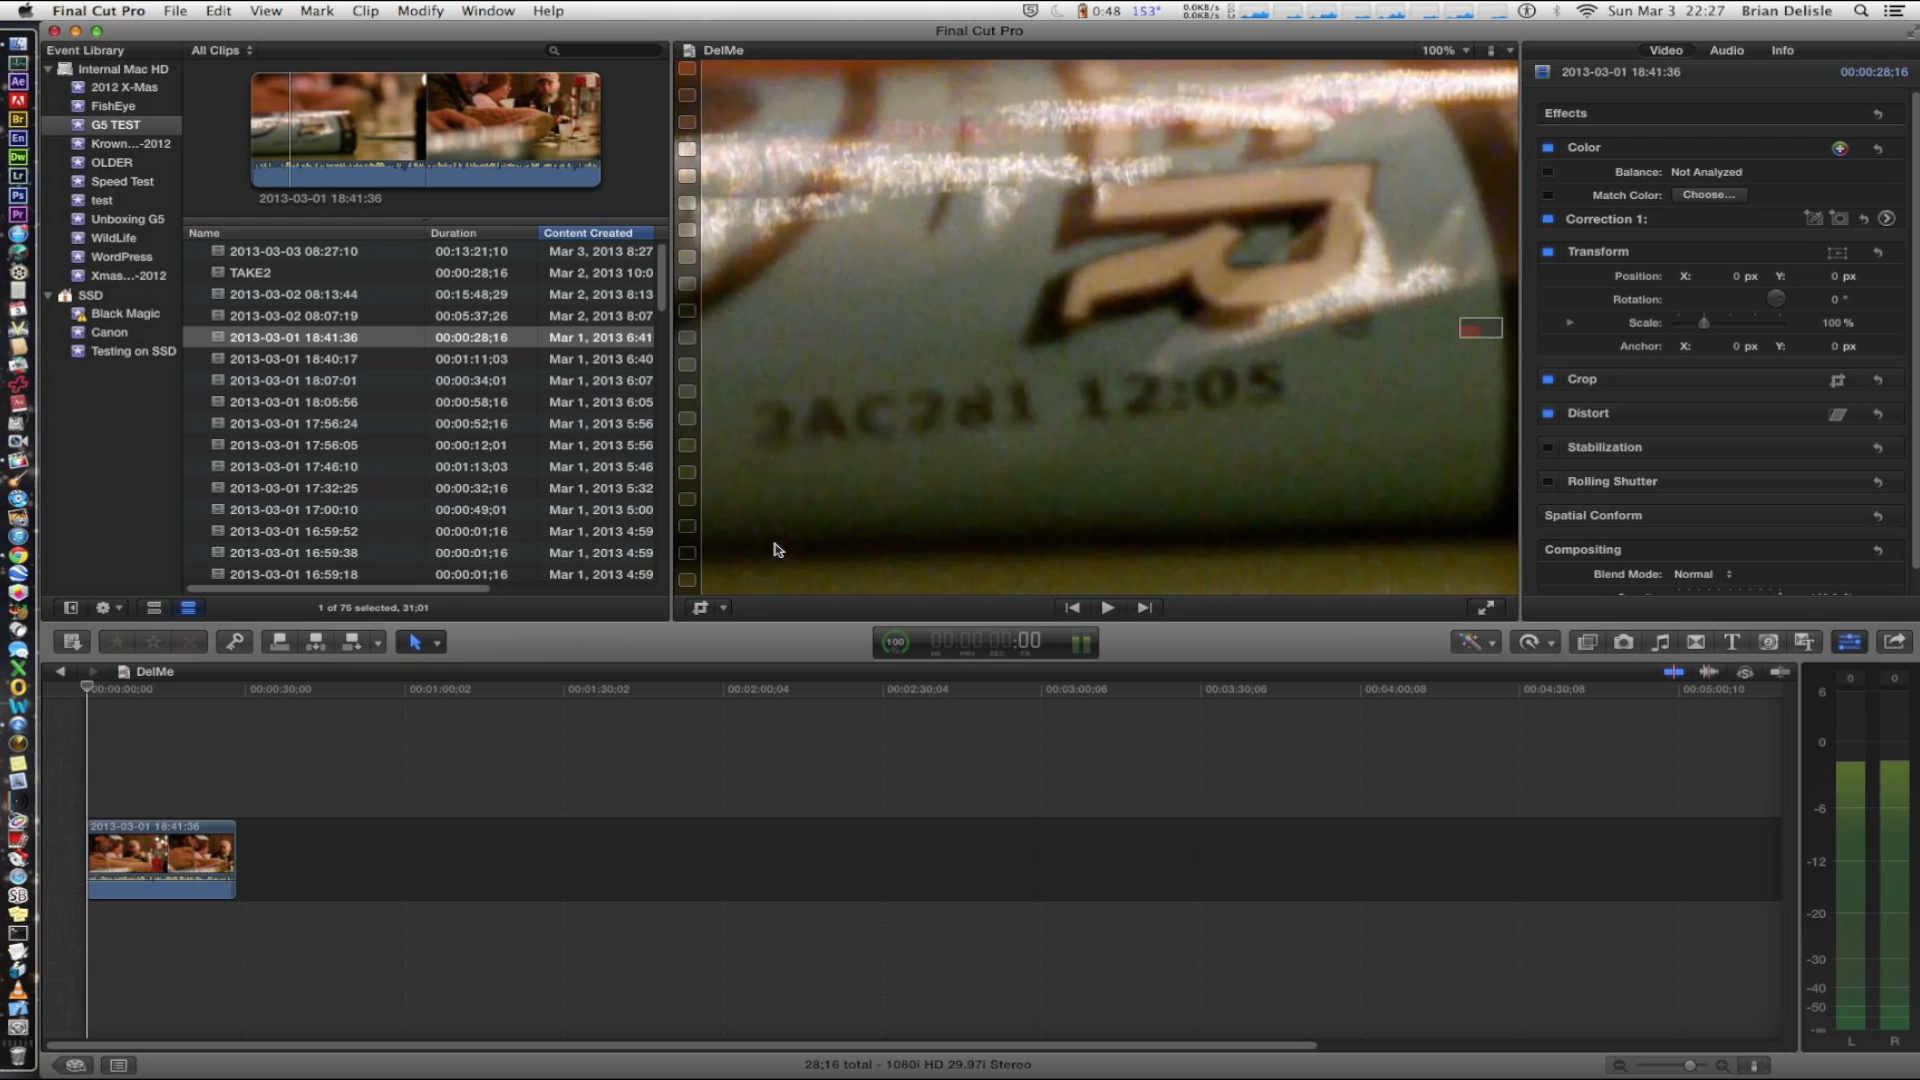 Final Cut Pro File Edit View Mark Clip Modify Window Help
0:48 153° 0.0KB/s 0.0KB/s Sun Mar 3 22:27 Brian Delisle
Final Cut Pro
Event Library
Internal Mac HD
2012 X-Mas
FishEye
G5 TEST
Krown...-2012
OLDER
Speed Test
test
Unboxing G5
WildLife
WordPress
Xmas...-2012
SSD
Black Magic
Canon
Testing on SSD
All Clips
2013-03-01 18:41:36
Name Duration Content Created
2013-03-03 08:27:10 00:13:21;10 Mar 3, 2013 8:27
TAKE2 00:00:28;16 Mar 2, 2013 10:0
2013-03-02 08:13:44 00:15:48;29 Mar 2, 2013 8:13
2013-03-02 08:07:19 00:05:37;26 Mar 2, 2013 8:07
2013-03-01 18:41:36 00:00:28;16 Mar 1, 2013 6:41
2013-03-01 18:40:17 00:01:11;03 Mar 1, 2013 6:40
2013-03-01 18:07:01 00:00:34;01 Mar 1, 2013 6:07
2013-03-01 18:05:56 00:00:58;16 Mar 1, 2013 6:05
2013-03-01 17:56:24 00:00:52;16 Mar 1, 2013 5:56
2013-03-01 17:56:05 00:00:12;01 Mar 1, 2013 5:56
2013-03-01 17:46:10 00:01:13;03 Mar 1, 2013 5:46
2013-03-01 17:32:25 00:00:32;16 Mar 1, 2013 5:32
2013-03-01 17:00:10 00:00:49;01 Mar 1, 2013 5:00
2013-03-01 16:59:52 00:00:01;16 Mar 1, 2013 4:59
2013-03-01 16:59:38 00:00:01;16 Mar 1, 2013 4:59
2013-03-01 16:59:18 00:00:01;16 Mar 1, 2013 4:59
1 of 75 selected, 31;01
DelMe 100%
R
2AC281 12:05
Video Audio Info
2013-03-01 18:41:36 00:00:28;16
Effects
Color
Balance: Not Analyzed
Match Color: Choose...
Correction 1:
Transform
Position: X: 0 px Y: 0 px
Rotation: 0 °
Scale: 100 %
Anchor: X: 0 px Y: 0 px
Crop
Distort
Stabilization
Rolling Shutter
Spatial Conform
Compositing
Blend Mode: Normal
100 00:00:00:00
HR MIN SEC FR
DelMe
00:00:00;00 00:00:30;00 00:01:00;02 00:01:30;02 00:02:00;04 00:02:30;04 00:03:00;06 00:03:30;06 00:04:00;08 00:04:30;08 00:05:00;10
2013-03-01 18:41:36
0 0
6
0
-6
-12
-20
-30
-40
-50
-∞
L R
28;16 total - 1080i HD 29.97i Stereo
Ae
Br
En
Dw
Lr
Ps
Pr
SB